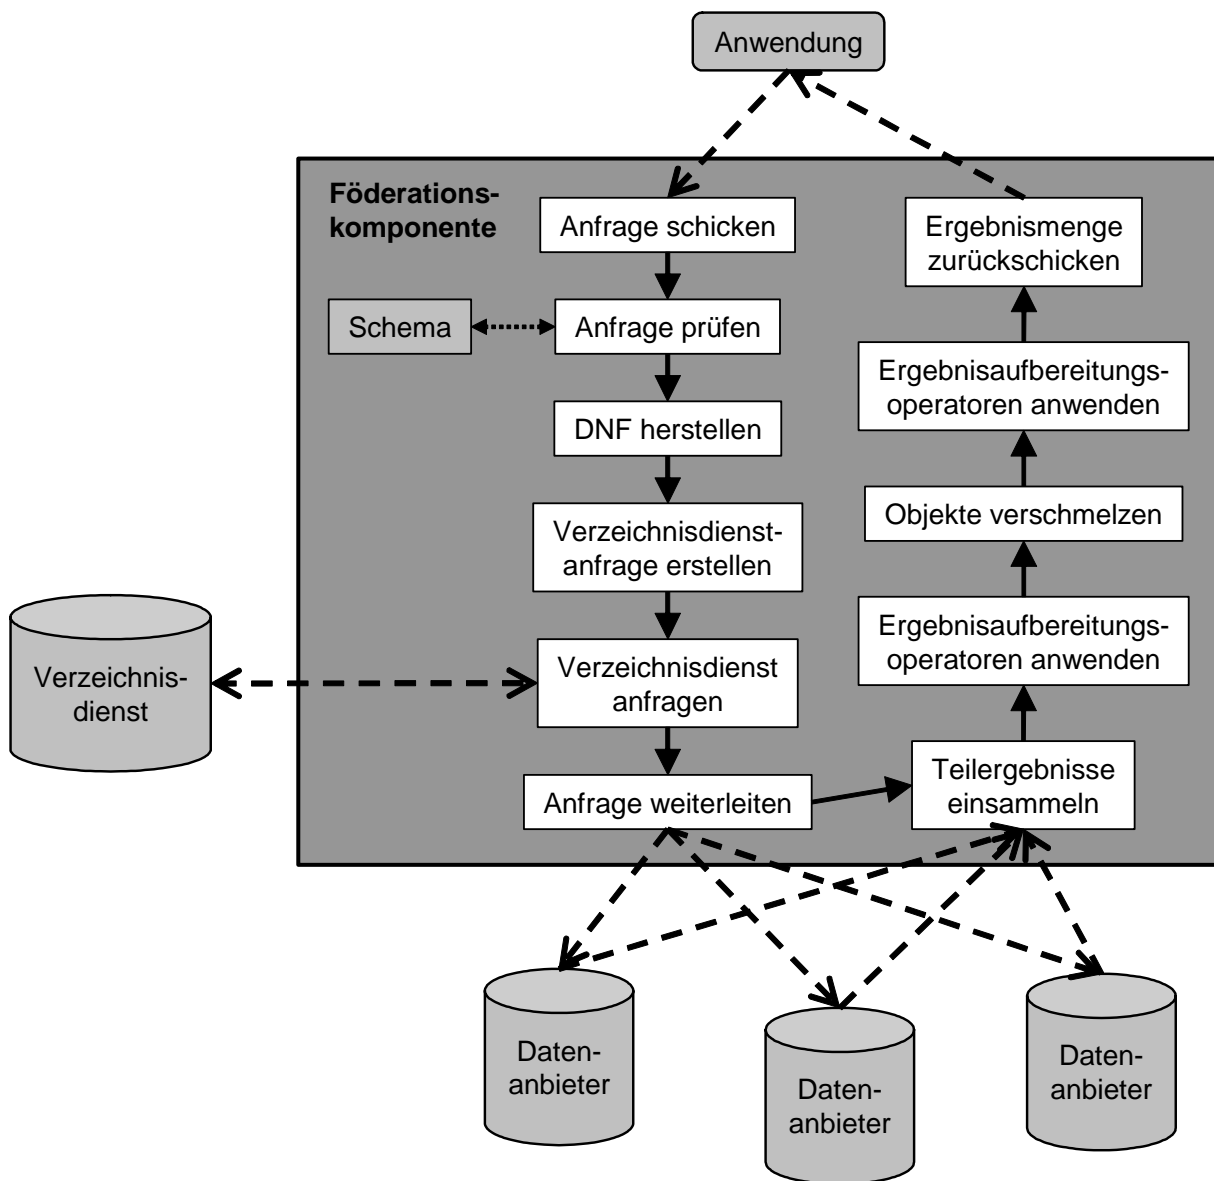 Anwendung
Föderations-
komponente
Anfrage schicken
Schema
Anfrage prüfen
DNF herstellen
Verzeichnisdienst-
anfrage erstellen
Verzeichnis-
dienst
Verzeichnisdienst
anfragen
Anfrage weiterleiten
Teilergebnisse
einsammeln
Ergebnisaufbereitungs-
operatoren anwenden
Objekte verschmelzen
Ergebnisaufbereitungs-
operatoren anwenden
Ergebnismenge
zurückschicken
Daten-
anbieter
Daten-
anbieter
Daten-
anbieter